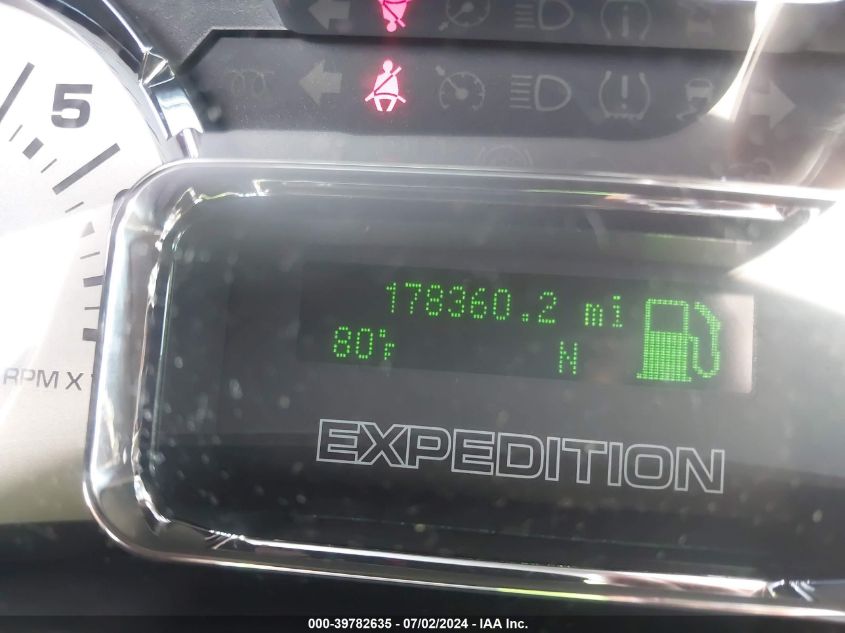 5
RPM X
178360.2 mi
80°F
N
EXPEDITION
000-39782635 - 07/02/2024 - IAA Inc.